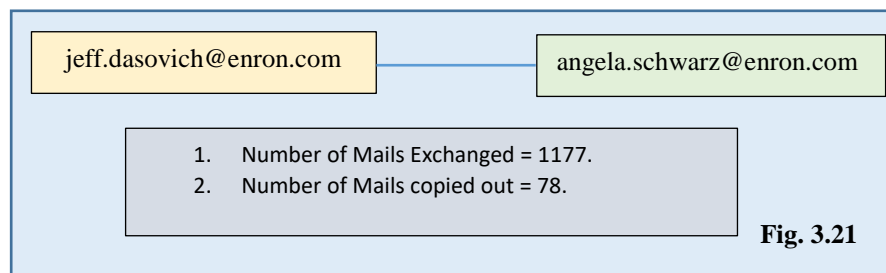 jeff.dasovich@enron.com
angela.schwarz@enron.com
1. Number of Mails Exchanged = 1177.
2. Number of Mails copied out = 78.
Fig. 3.21